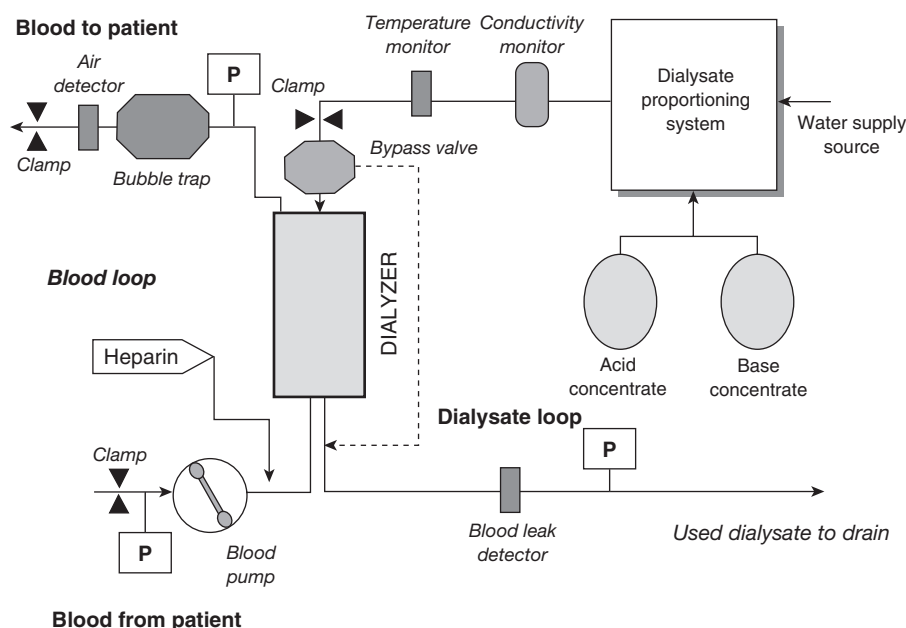 Blood to patient
Air
detector
P
Clamp
Temperature
monitor
Conductivity
monitor
Dialysate
proportioning
system
Water supply
source
Clamp
Bubble trap
Bypass valve
Blood loop
DIALYZER
Heparin
Acid
concentrate
Base
concentrate
Dialysate loop
P
Clamp
P
Blood
pump
Blood leak
detector
Used dialysate to drain
Blood from patient